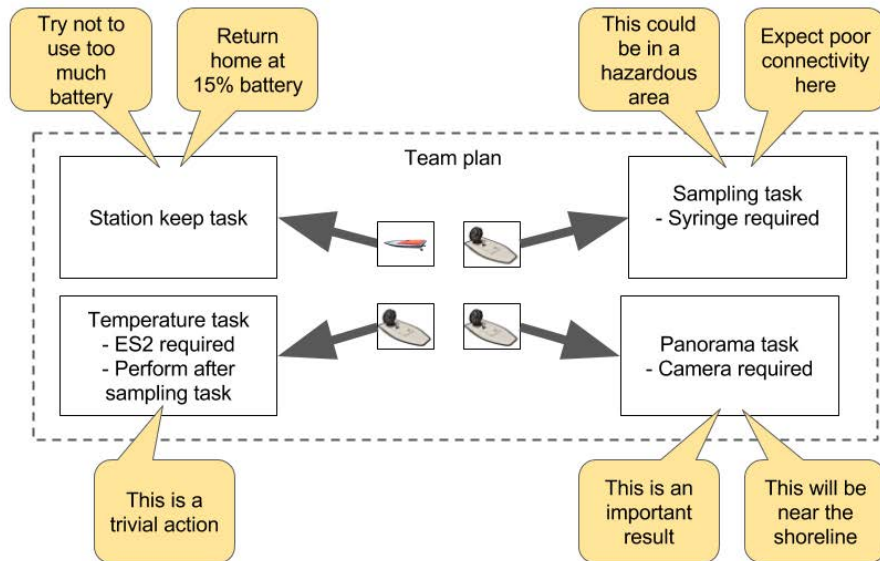 Try not to
use too
much
battery
Return
home at
15% battery
This could
be in a
hazardous
area
Expect poor
connectivity
here
Team plan
Station keep task
Sampling task
- Syringe required
Temperature task
- ES2 required
- Perform after
sampling task
Panorama task
- Camera required
This is a
trivial action
This is an
important
result
This will be
near the
shoreline